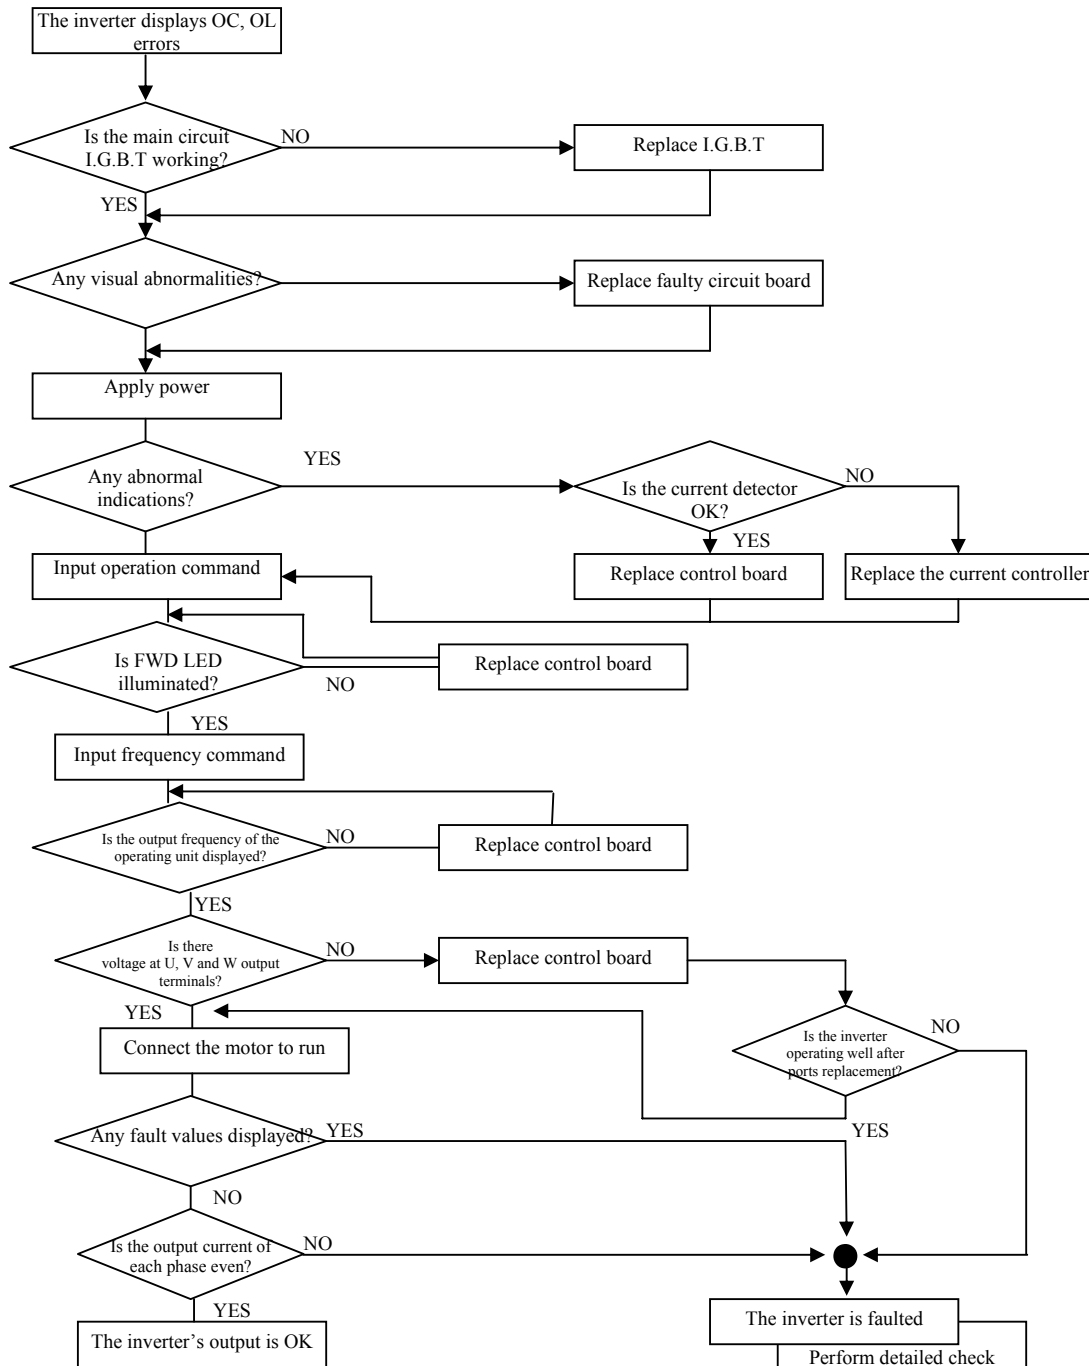 The inverter displays OC, OL
errors
Is the main circuit
I.G.B.T working?
NO
Replace I.G.B.T
YES
Any visual abnormalities?
Replace faulty circuit board
Apply power
Any abnormal
indications?
YES
Is the current detector
OK?
NO
YES
Input operation command
Replace control board
Replace the current controller
Is FWD LED
illuminated?
NO
Replace control board
YES
Input frequency command
Is the output frequency of the
operating unit displayed?
NO
Replace control board
YES
Is there
voltage at U, V and W output
terminals?
NO
Replace control board
YES
Connect the motor to run
Is the inverter
operating well after
ports replacement?
NO
YES
Any fault values displayed?
YES
NO
Is the output current of
each phase even?
NO
YES
The inverter’s output is OK
The inverter is faulted
Perform detailed check